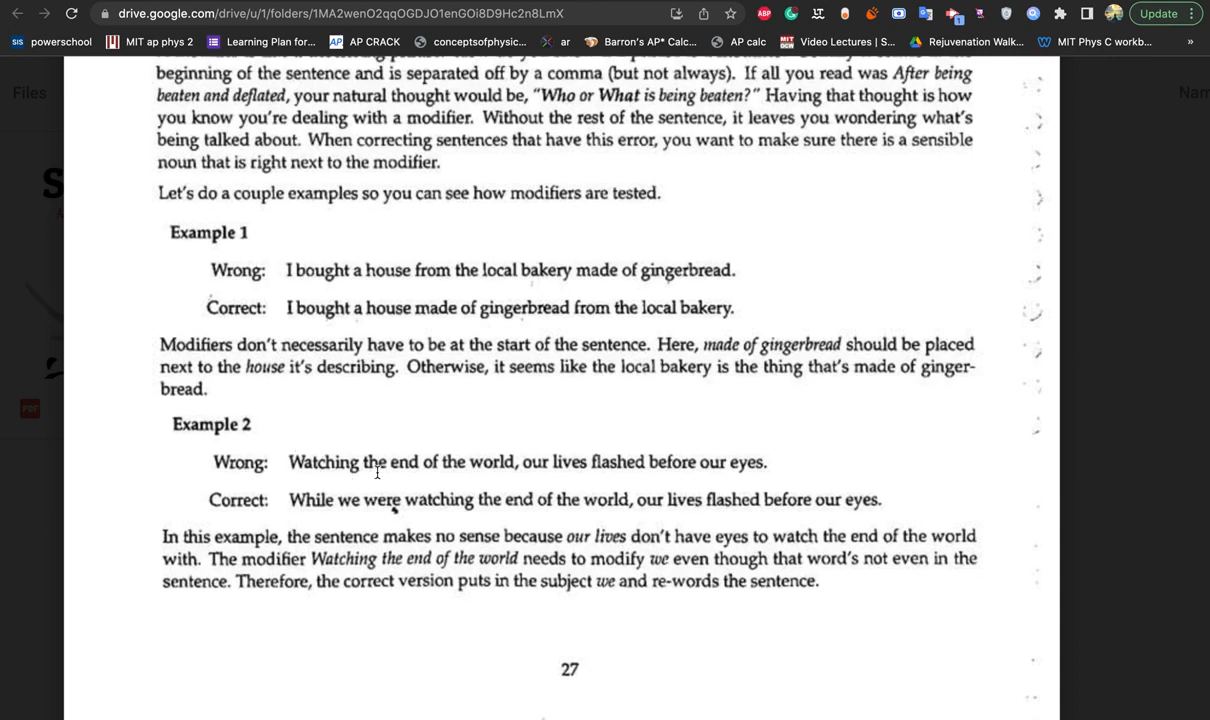 drive.google.com/drive/u/1/folders/1MA2wenO2qqOGDJO1enGOi8D9Hc2n8LmX
Update
SIS powerschool MIT ap phys 2 Learning Plan for... AP AP CRACK conceptsofphysic... ar Barron's AP* Calc... AP calc MIT OCW Video Lectures | S... Rejuvenation Walk... MIT Phys C workb... »
Files
Nam
beginning of the sentence and is separated off by a comma (but not always). If all you read was After being
beaten and deflated, your natural thought would be, "Who or What is being beaten?" Having that thought is how
you know you're dealing with a modifier. Without the rest of the sentence, it leaves you wondering what's
being talked about. When correcting sentences that have this error, you want to make sure there is a sensible
noun that is right next to the modifier.
Let's do a couple examples so you can see how modifiers are tested.
Example 1
Wrong: I bought a house from the local bakery made of gingerbread.
Correct: I bought a house made of gingerbread from the local bakery.
Modifiers don't necessarily have to be at the start of the sentence. Here, made of gingerbread should be placed
next to the house it's describing. Otherwise, it seems like the local bakery is the thing that's made of ginger-
bread.
Example 2
Wrong: Watching the end of the world, our lives flashed before our eyes.
Correct: While we were watching the end of the world, our lives flashed before our eyes.
In this example, the sentence makes no sense because our lives don't have eyes to watch the end of the world
with. The modifier Watching the end of the world needs to modify we even though that word's not even in the
sentence. Therefore, the correct version puts in the subject we and re-words the sentence.
27